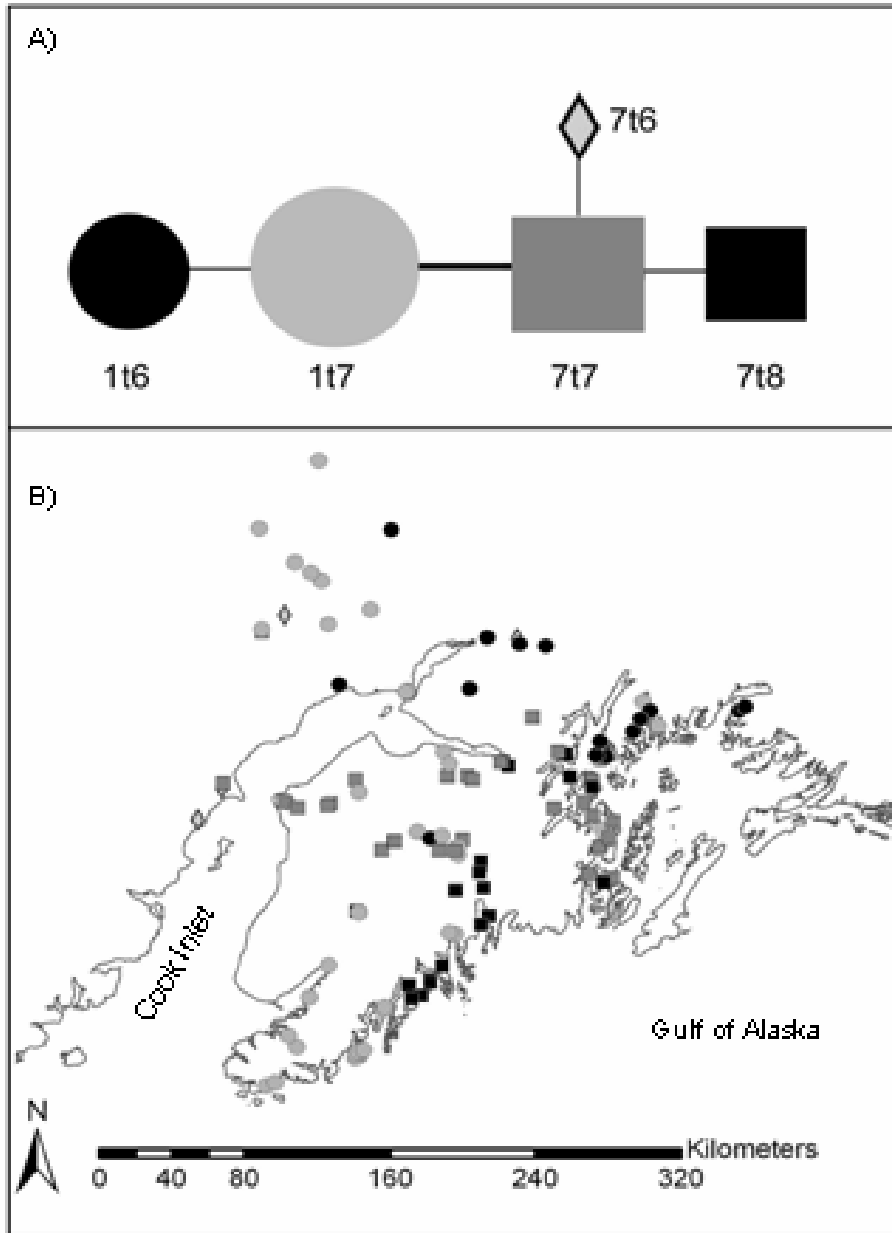 A)
7t6
1t6 1t7 7t7 7t8
B)
Cook Inlet
Gulf of Alaska
N
Kilometers
0 40 80 160 240 320